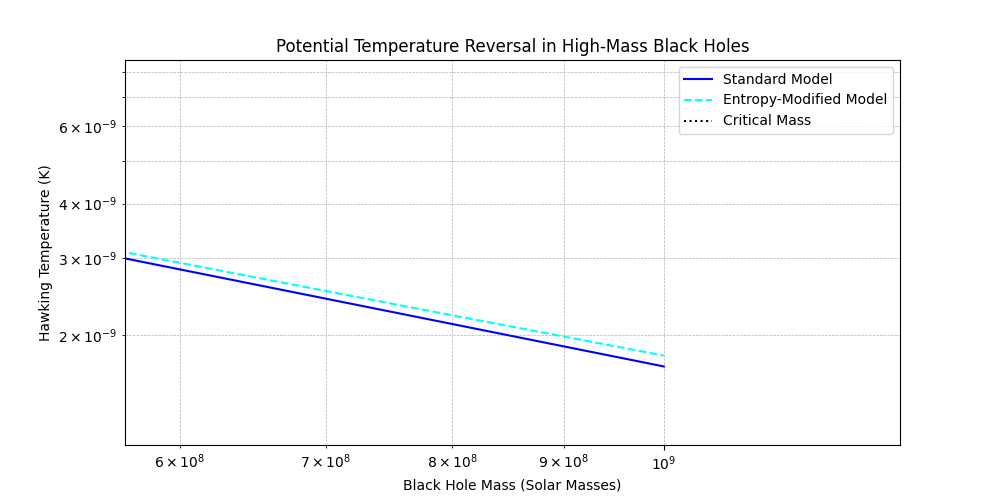 Potential Temperature Reversal in High-Mass Black Holes
Standard Model
Entropy-Modified Model
Critical Mass
Hawking Temperature (K)
6 × 10⁻⁹
4 × 10⁻⁹
3 × 10⁻⁹
2 × 10⁻⁹
6 × 10⁸
7 × 10⁸
8 × 10⁸
9 × 10⁸
10⁹
Black Hole Mass (Solar Masses)